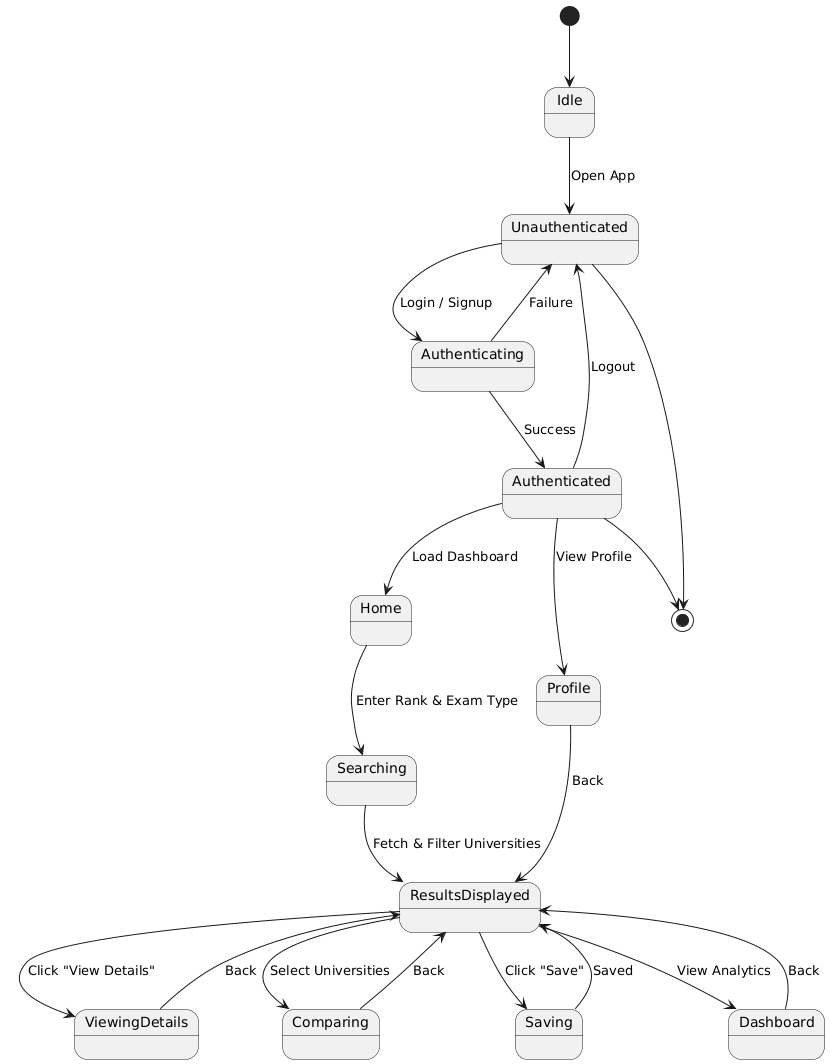 Idle
Open App
Unauthenticated
Login / Signup
Failure
Authenticating
Logout
Success
Authenticated
Load Dashboard
View Profile
Home
Profile
Enter Rank & Exam Type
Searching
Back
Fetch & Filter Universities
ResultsDisplayed
Click "View Details"
Back
Select Universities
Back
Click "Save"
Saved
View Analytics
Back
ViewingDetails
Comparing
Saving
Dashboard